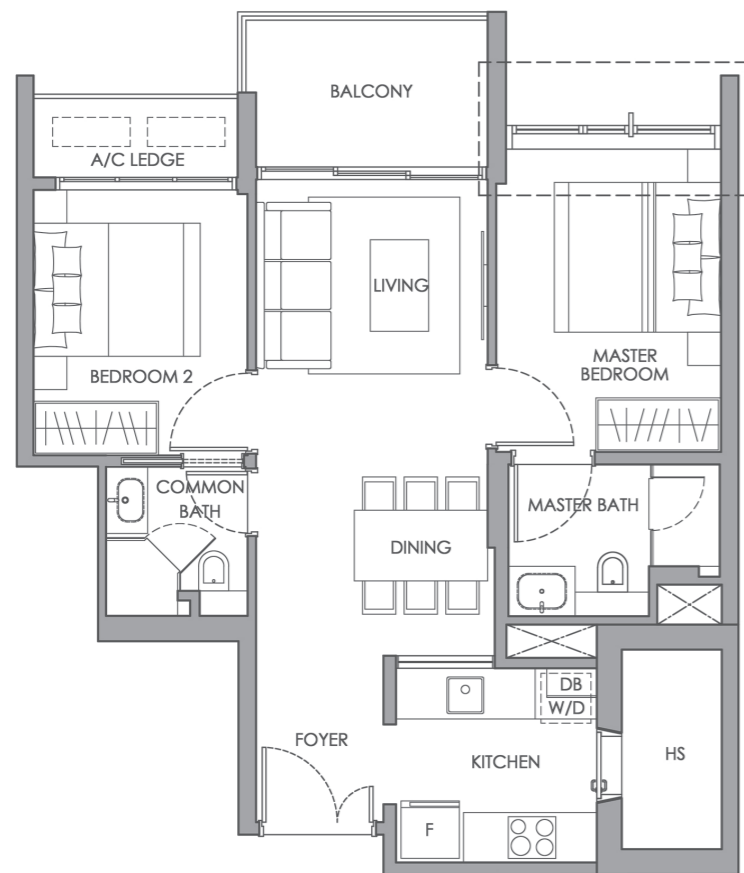 BALCONY
A/C LEDGE
LIVING
MASTER
BEDROOM
BEDROOM 2
COMMON
BATH
MASTER BATH
DINING
DB
W/D
FOYER
KITCHEN
HS
F